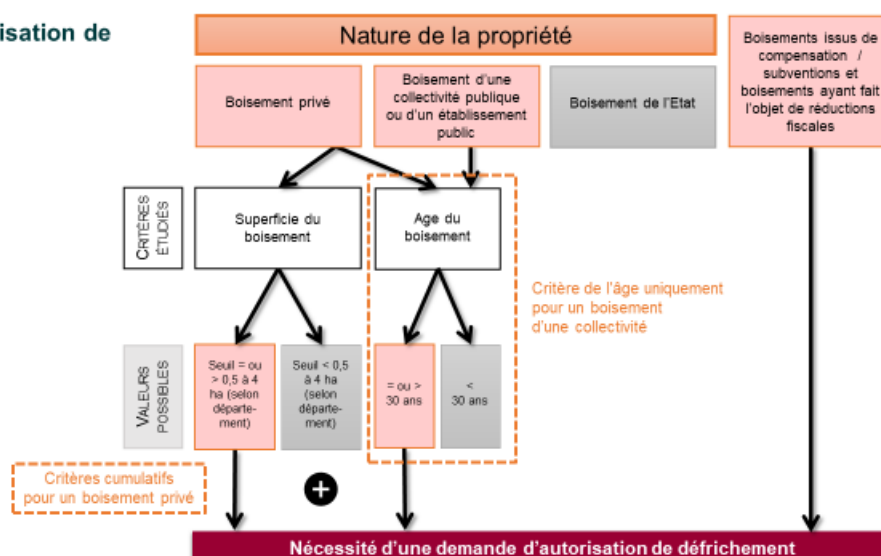 isation de
Nature de la propriété
Boisement privé
Boisement d'une
collectivité publique
ou d'un établissement
public
Boisement de l'Etat
Boisements issus de
compensation /
subventions et
boisements ayant fait
l'objet de réductions
fiscales
CRITÈRES
ÉTUDIÉS
Superficie du
boisement
Age du
boisement
Critère de l'âge uniquement
pour un boisement
d'une collectivité
VALEURS
POSSIBLES
Seuil = ou
> 0,5 à 4
ha (selon
départe-
ment)
Seuil < 0,5
à 4 ha
(selon
départe-
ment)
= ou >
30 ans
<
30 ans
Critères cumulatifs
pour un boisement privé
+
Nécessité d'une demande d'autorisation de défrichement